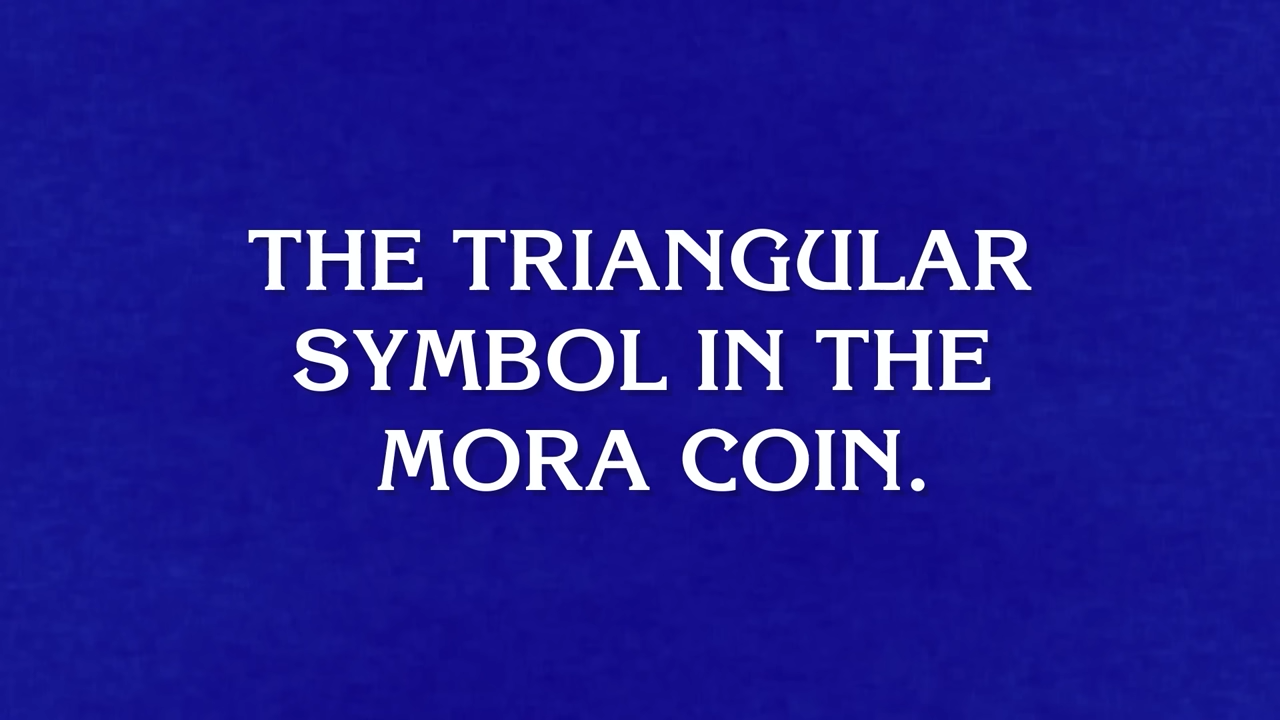 THE TRIANGULAR
SYMBOL IN THE
MORA COIN.